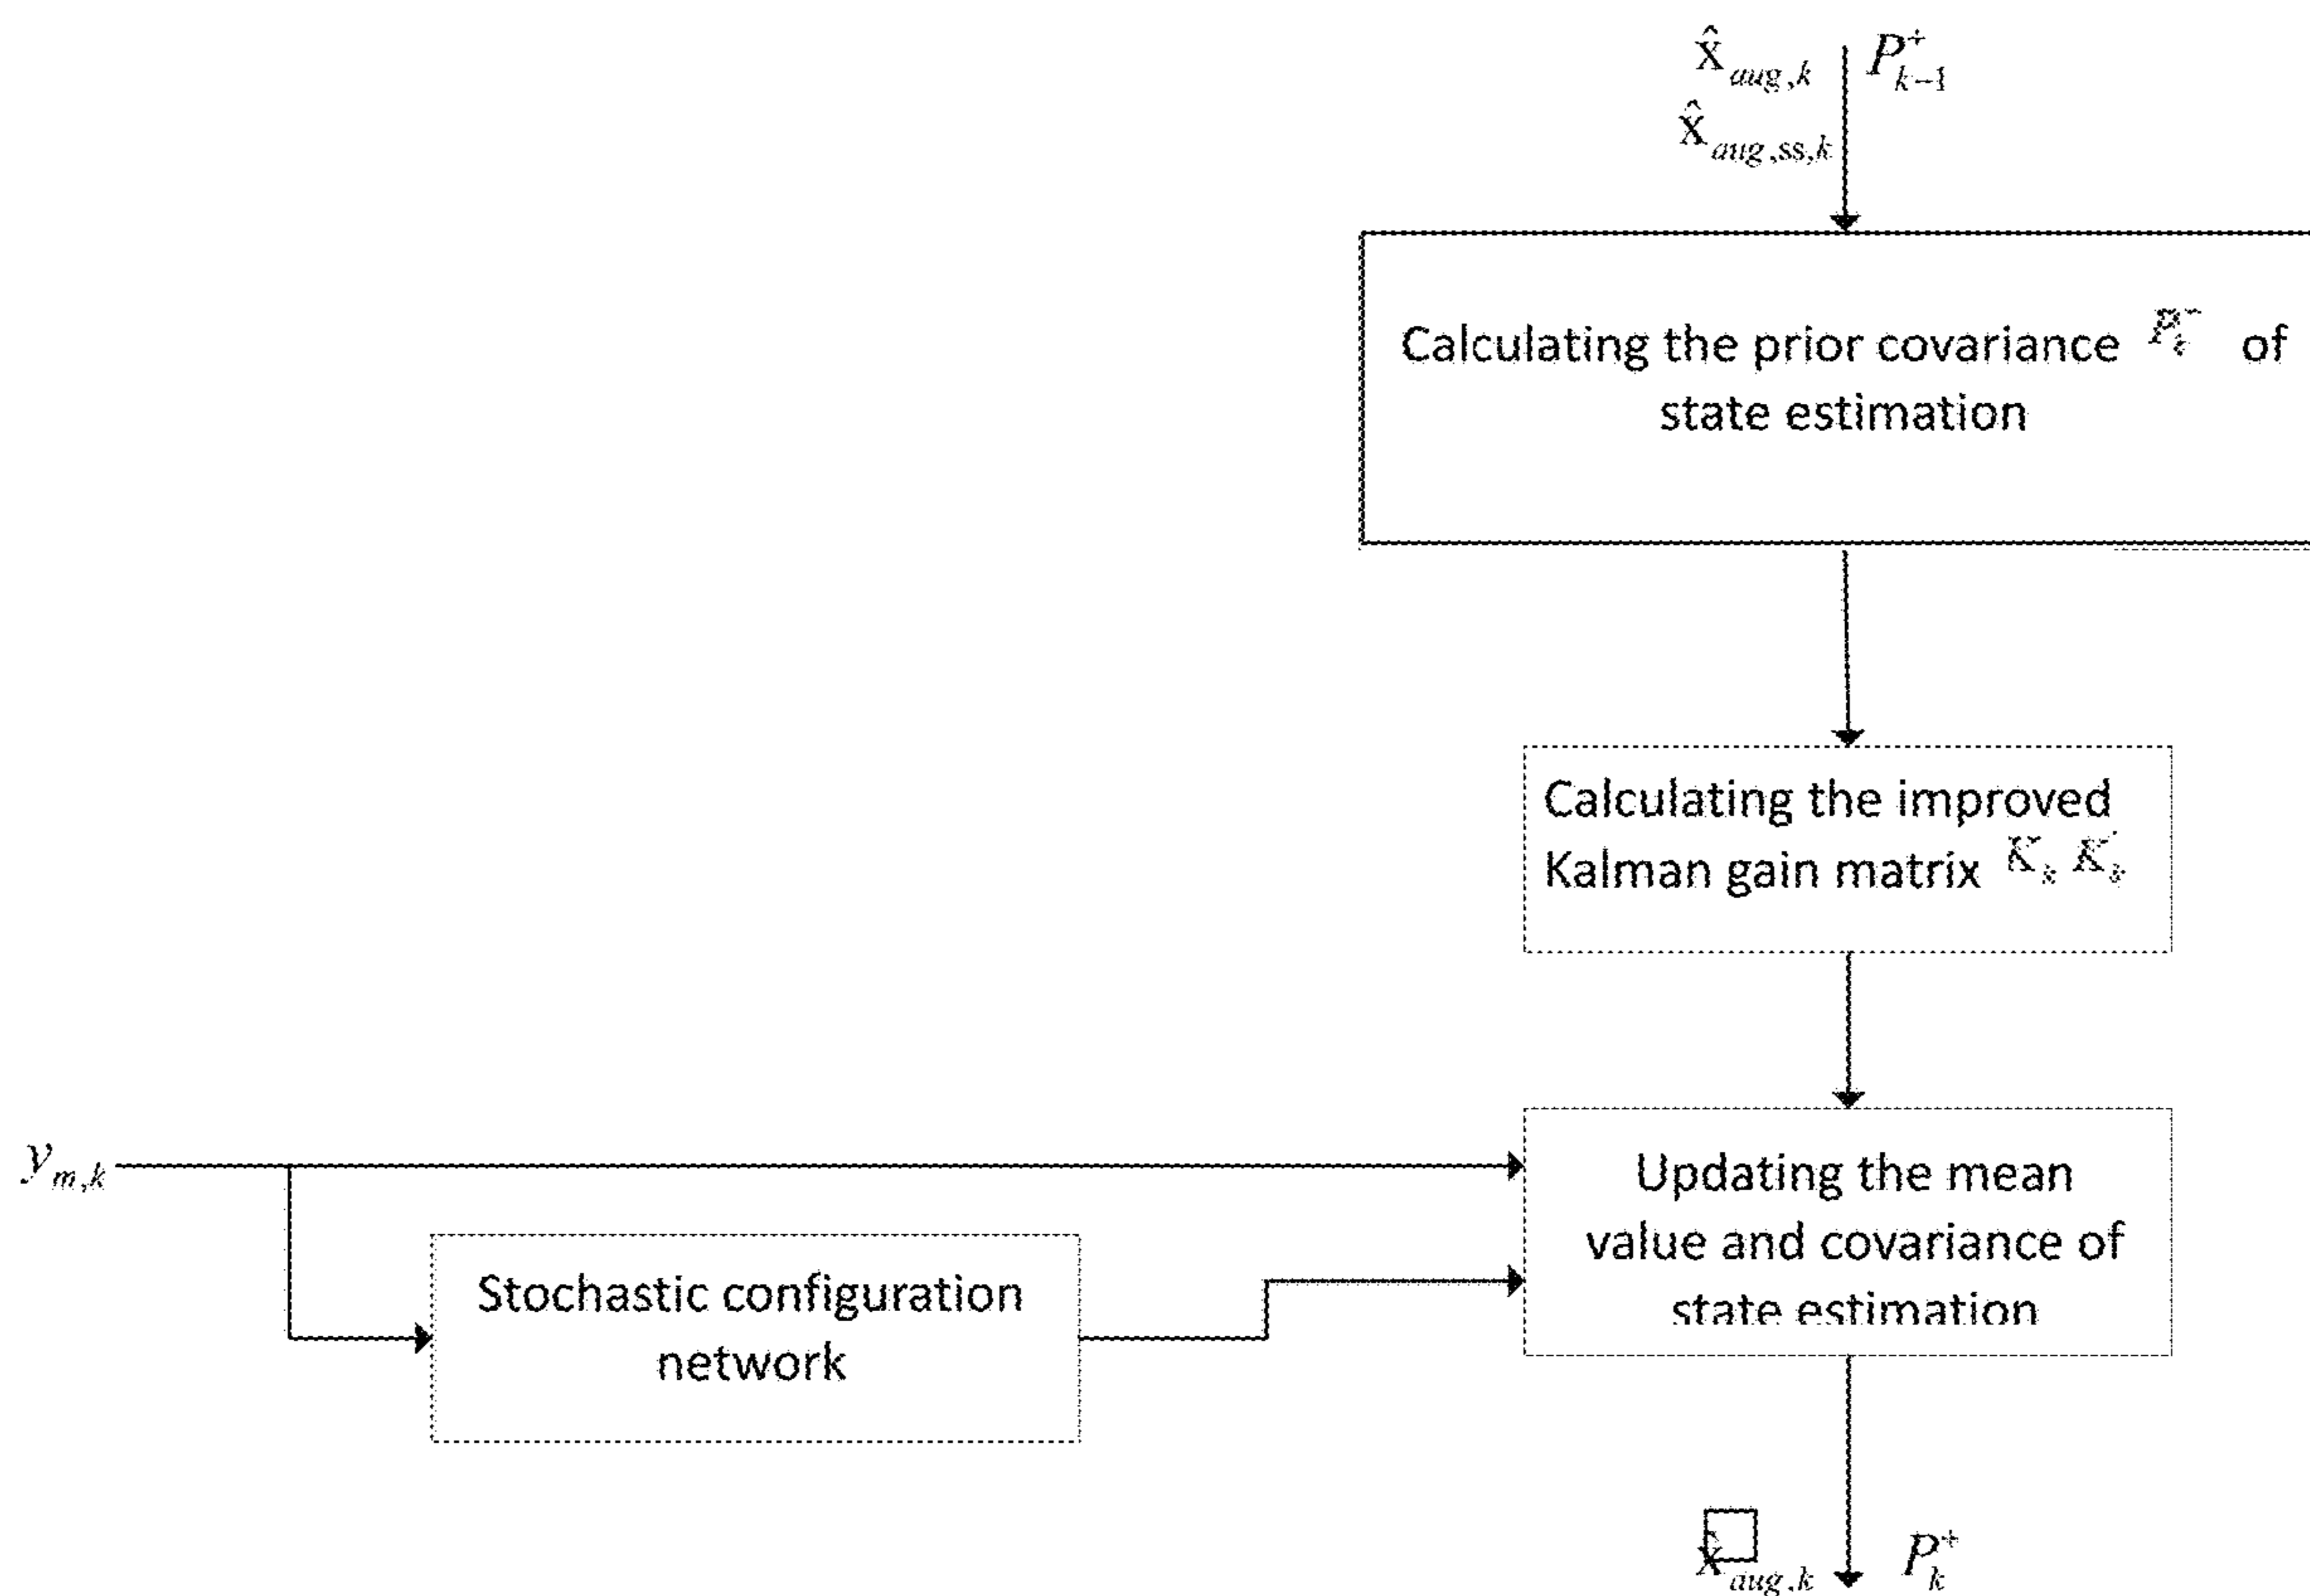 x̂ aug,k P⁺ k−1
x̂ aug,ss,k
Calculating the prior covariance P⁻ k of
state estimation
Calculating the improved
Kalman gain matrix K k K' k
y m,k
Updating the mean
value and covariance of
state estimation
Stochastic configuration
network
x̂ aug,k P⁺ k